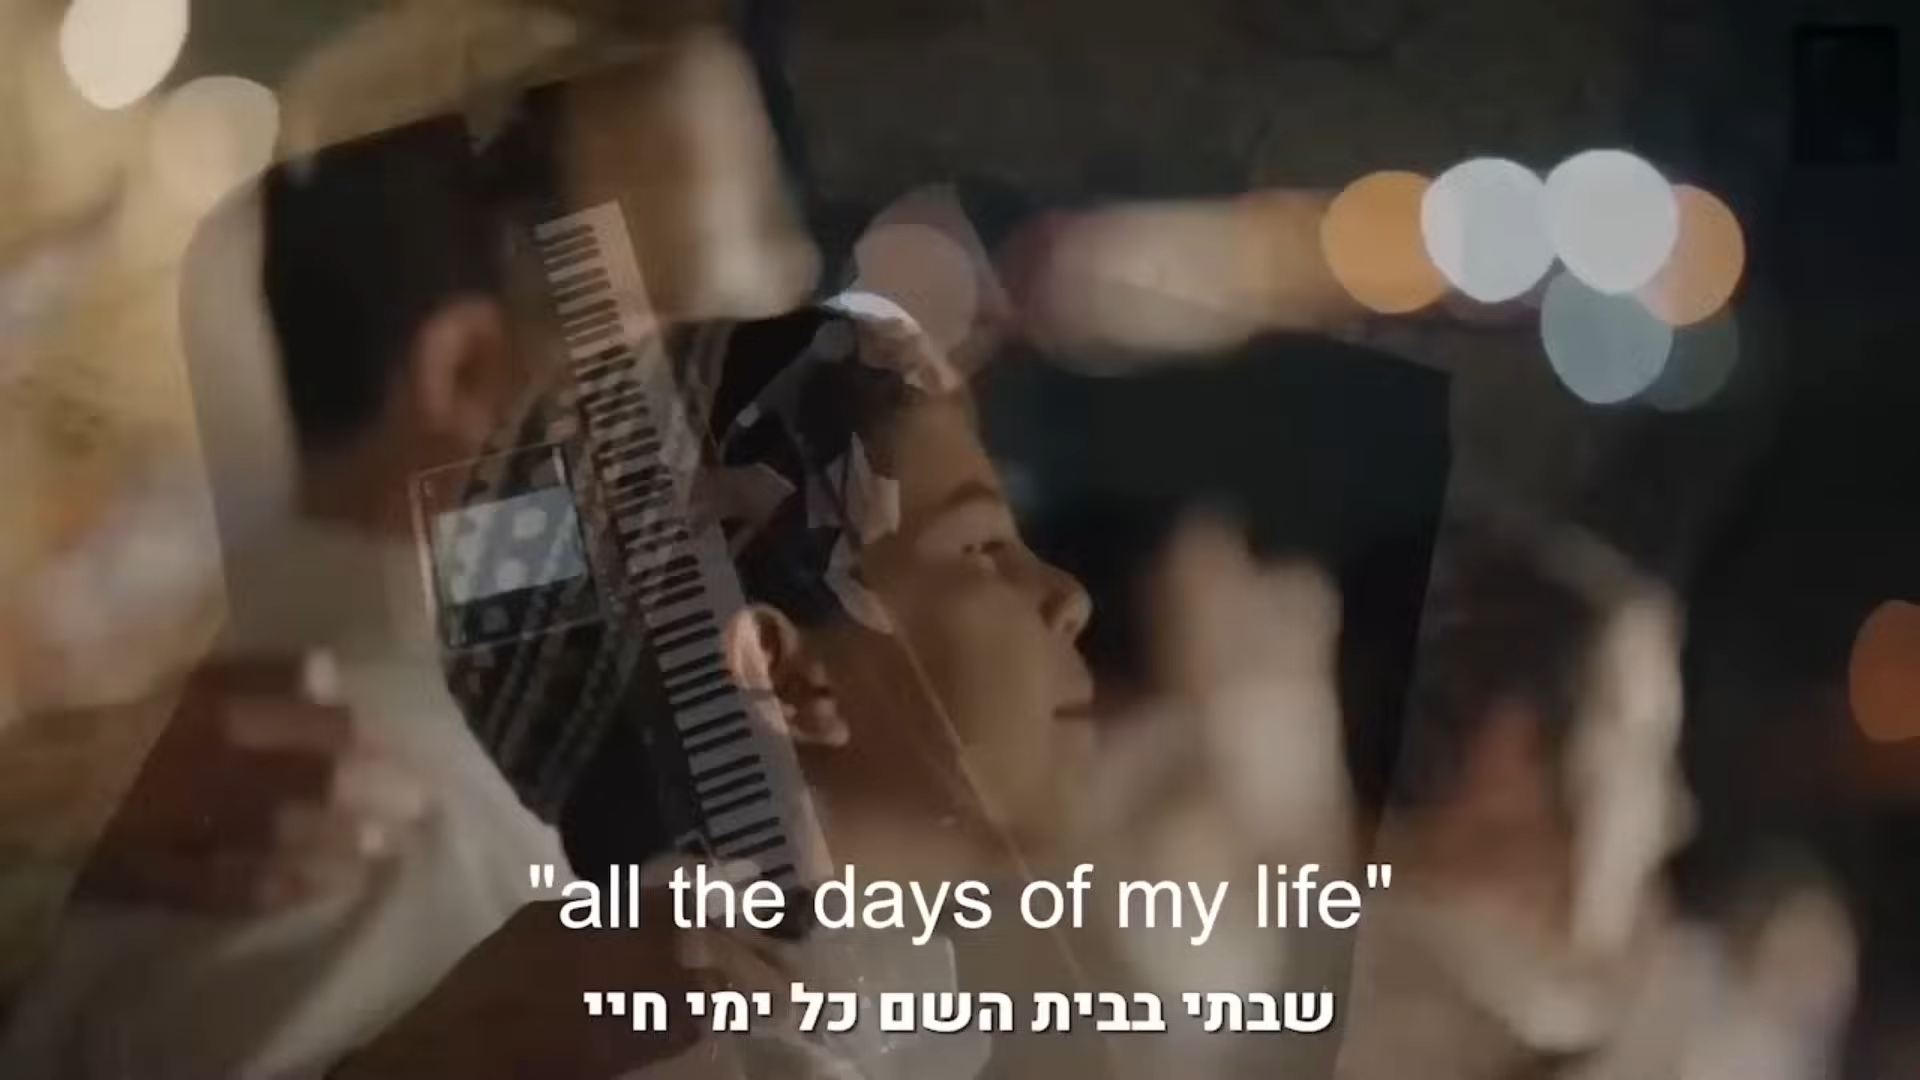 "all the days of my life"
שבתי בבית השם כל ימי חיי